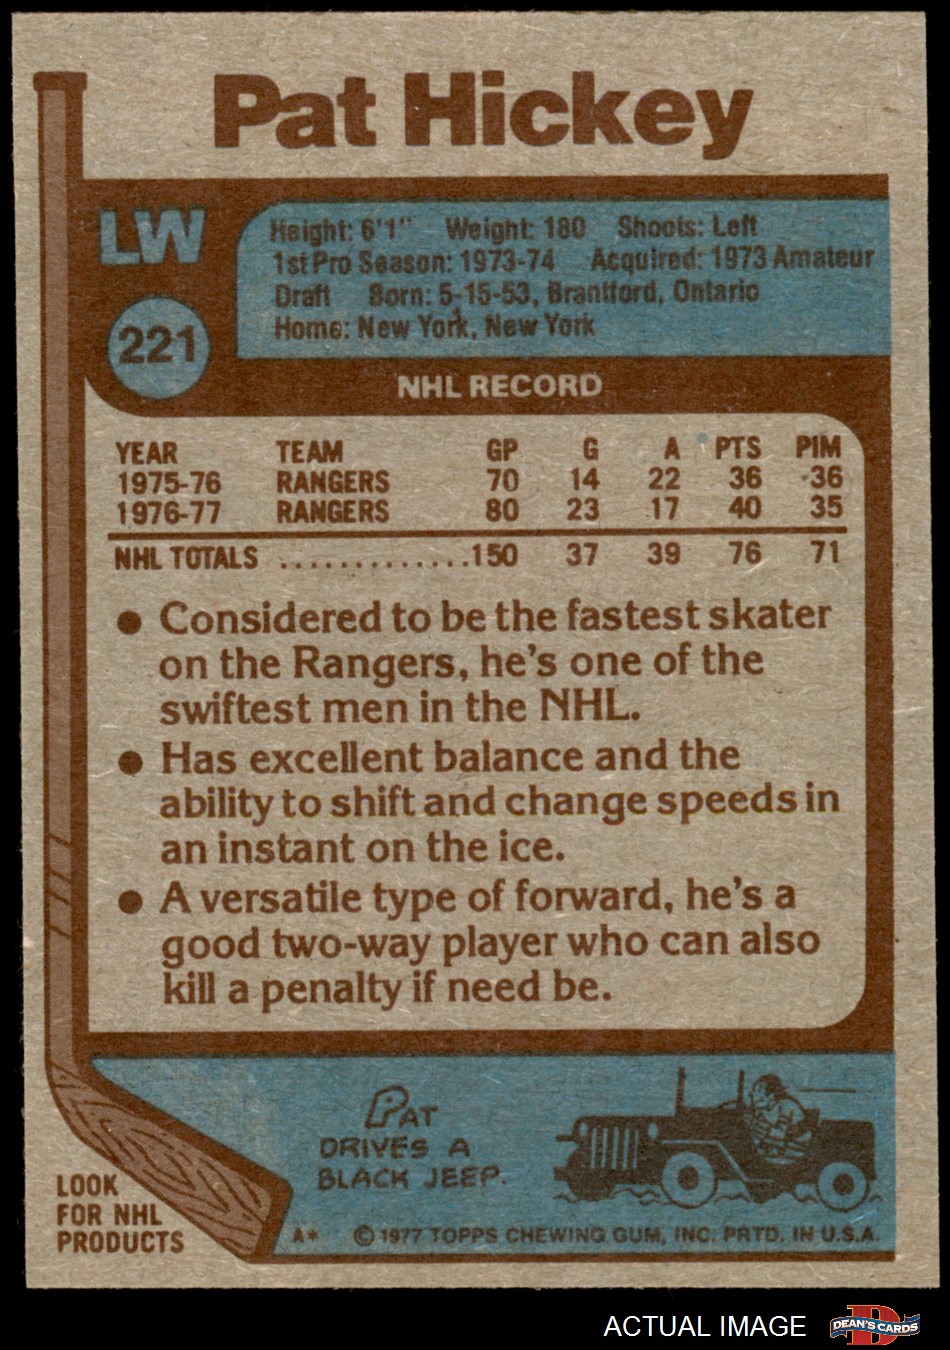 Pat Hickey
LW
Height: 6'1" Weight: 180 Shoots: Left
1st Pro Season: 1973-74 Acquired: 1973 Amateur
Draft Born: 5-15-53, Brantford, Ontario
Home: New York, New York
221
NHL RECORD
YEAR TEAM GP G A PTS PIM
1975-76 RANGERS 70 14 22 36 36
1976-77 RANGERS 80 23 17 40 35
NHL TOTALS .............150 37 39 76 71
● Considered to be the fastest skater
on the Rangers, he's one of the
swiftest men in the NHL.
● Has excellent balance and the
ability to shift and change speeds in
an instant on the ice.
● A versatile type of forward, he's a
good two-way player who can also
kill a penalty if need be.
PAT
DRIVES A
BLACK JEEP.
LOOK
FOR NHL
PRODUCTS
A* © 1977 TOPPS CHEWING GUM, INC. PRTD. IN U.S.A.
ACTUAL IMAGE
D
DEAN'S CARDS